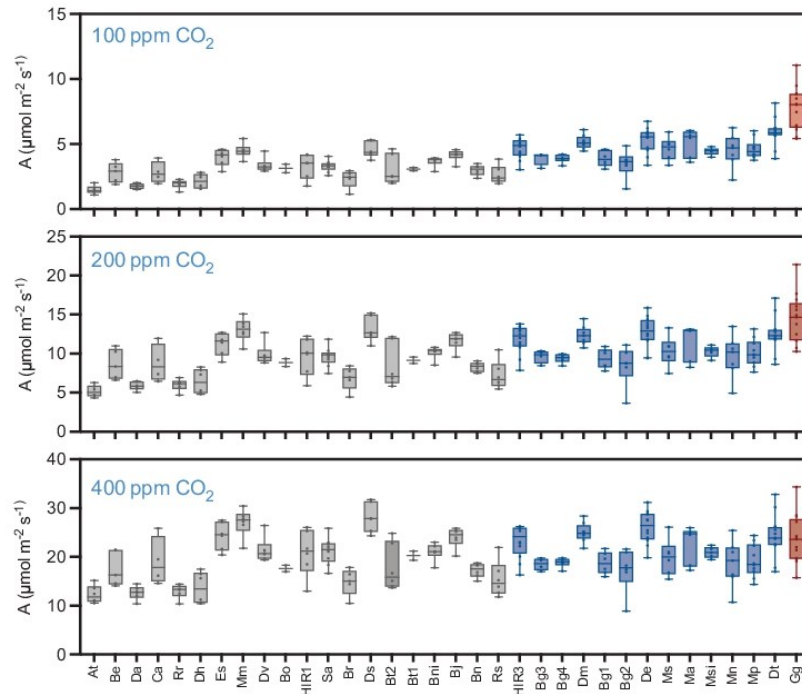 15
100 ppm CO2
10
A (μmol m-2 s-1)
5
0
25
200 ppm CO2
20
15
A (μmol m-2 s-1)
10
5
0
40
400 ppm CO2
30
A (μmol m-2 s-1)
20
10
0
At Be Da Ca Rr Dh Es Mm Dv Bo HIR1 Sa Br Ds Bt2 Bt1 Bni Bj Bn Rs HIR3 Bg3 Bg4 Dm Bg1 Bg2 De Ms Ma Msi Mn Mp Dt Gg